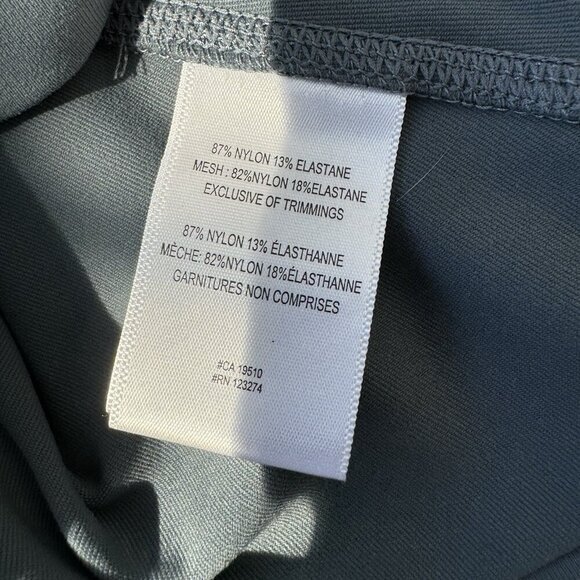 87% NYLON 13% ELASTANE
MESH : 82%NYLON 18%ELASTANE
EXCLUSIVE OF TRIMMINGS
87% NYLON 13% ÉLASTHANNE
MÈCHE: 82%NYLON 18%ÉLASTHANNE
GARNITURES NON COMPRISES
#CA 19510
#RN 123274